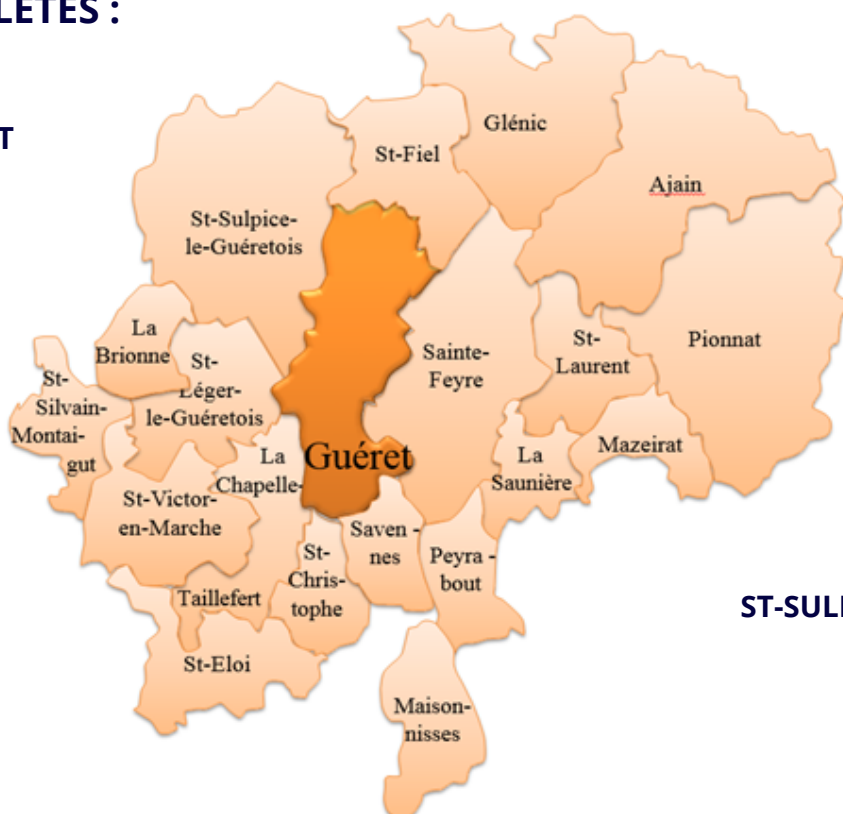 LÈTES :
T
Glénic
St-Fiel
Ajain
St-Sulpice-
le-Guéretois
La
Brionne
St-
Léger-
le-Guéretois
Sainte-
Feyre
St-
Laurent
Pionnat
St-
Silvain-
Montai-
gut
Guéret
La
Chapelle-
La
Saunière
Mazeirat
St-Victor-
en-Marche
Saven -
nes
Peyra -
bout
St-
Chris-
tophe
Taillefert
ST-SUL
St-Eloi
Maison-
nisses